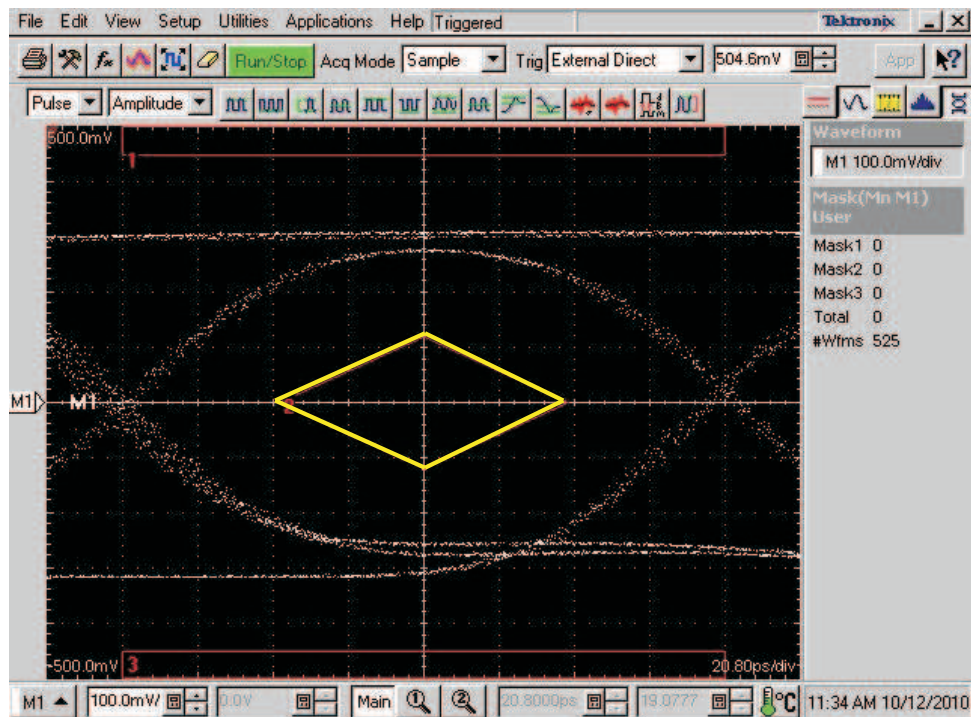 File Edit View Setup Utilities Applications Help Triggered Tektronix
Run/Stop Acq Mode Sample Trig External Direct 504.6mV App
Pulse Amplitude
500.0mV
1
Waveform
M1 100.0mV/div
Mask(Mn M1)
User
Mask1 0
Mask2 0
Mask3 0
Total 0
#Wfms 525
M1 M1
2
-500.0mV 3 20.80ps/div
M1 100.0mV/ 0.0V Main 1 2 20.8000ps 19.0777 °C 11:34 AM 10/12/2010